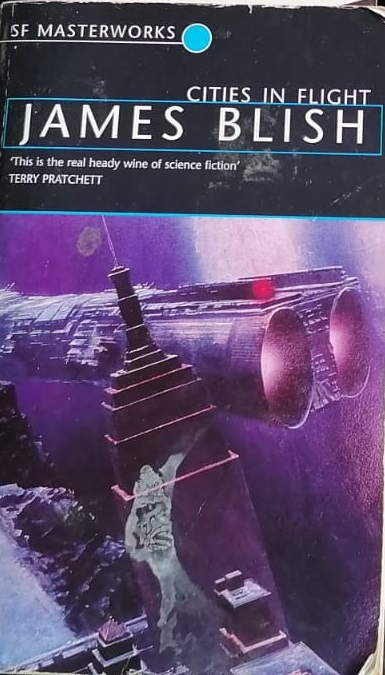 SF MASTERWORKS
CITIES IN FLIGHT
JAMES BLISH
'This is the real heady wine of science fiction'
TERRY PRATCHETT